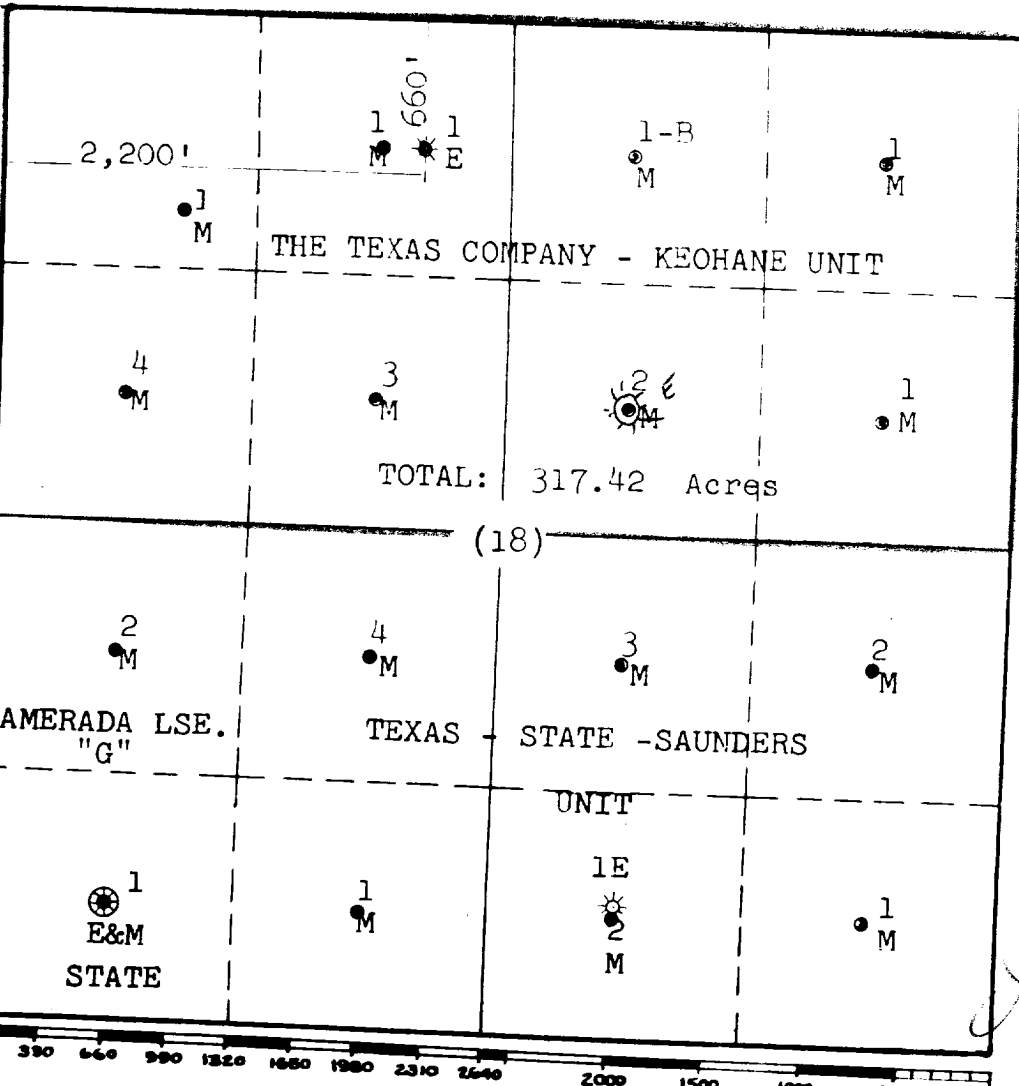 660'
1 1 1-B 1
2,200' M E M M
1
M
THE TEXAS COMPANY - KEOHANE UNIT
4 3 2 E 1
M M M M
TOTAL: 317.42 Acres
(18)
2 4 3 2
M M M M
AMERADA LSE. TEXAS - STATE -SAUNDERS
"G"
UNIT
1E
1 1 1
E&M M 2 M
STATE M
330 660 990 1320 1650 1980 2310 2640 2000 1500